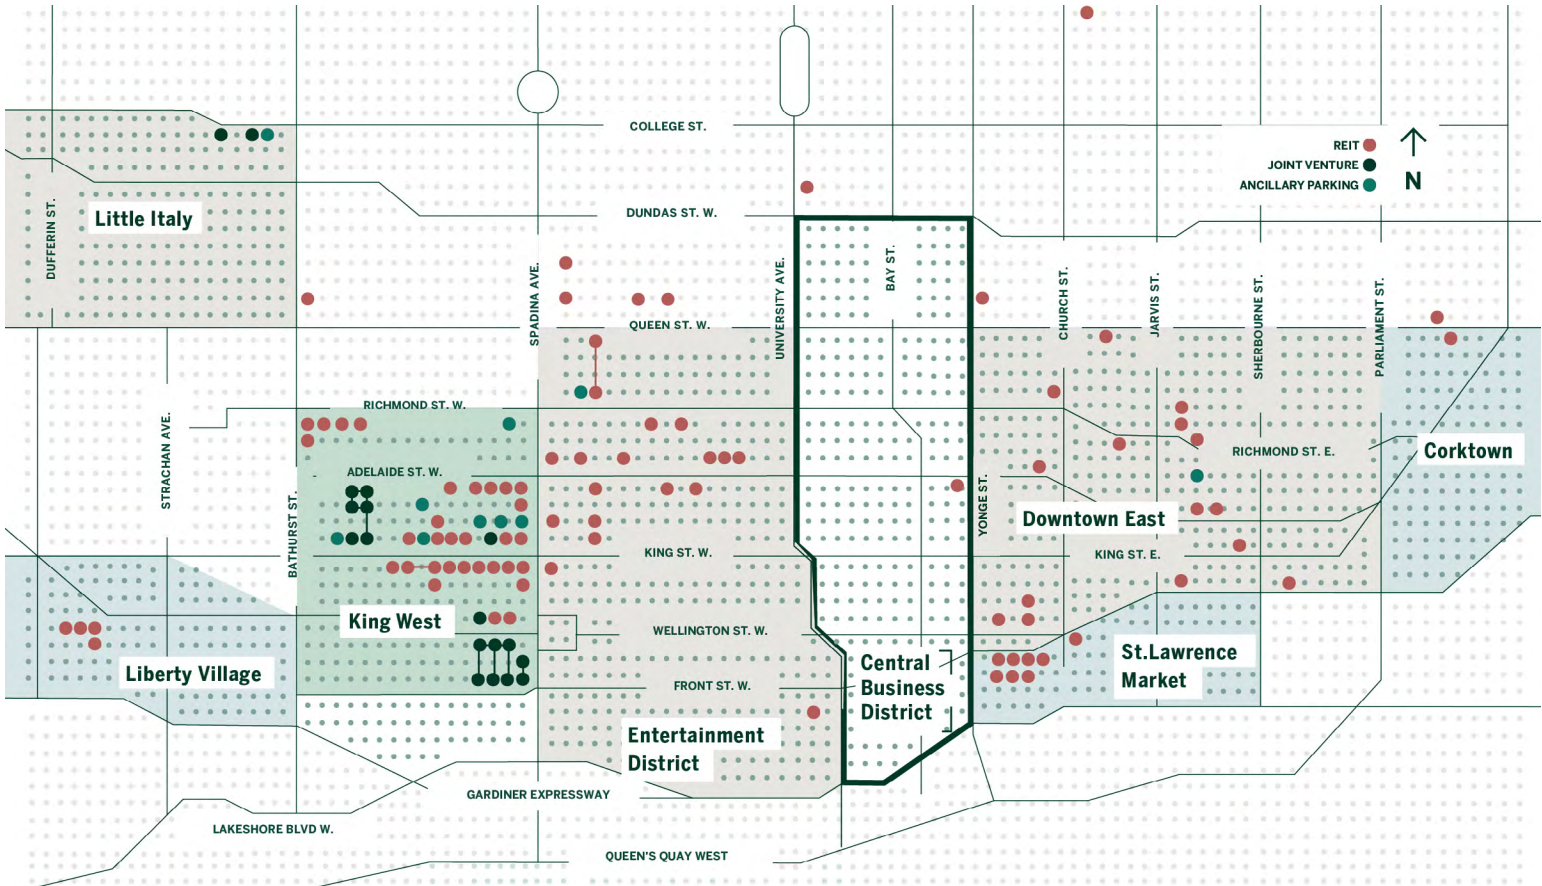 COLLEGE ST.
REIT
JOINT VENTURE
ANCILLARY PARKING
N
DUNDAS ST. W.
Little Italy
DUFFERIN ST.
SPADINA AVE.
UNIVERSITY AVE.
BAY ST.
CHURCH ST.
JARVIS ST.
SHERBOURNE ST.
PARLIAMENT ST.
QUEEN ST. W.
RICHMOND ST. W.
STRACHAN AVE.
RICHMOND ST. E.
Corktown
ADELAIDE ST. W.
BATHURST ST.
YONGE ST.
Downtown East
KING ST. W.
KING ST. E.
King West
WELLINGTON ST. W.
Liberty Village
Central
Business
District
St.Lawrence
Market
FRONT ST. W.
Entertainment
District
GARDINER EXPRESSWAY
LAKESHORE BLVD W.
QUEEN'S QUAY WEST